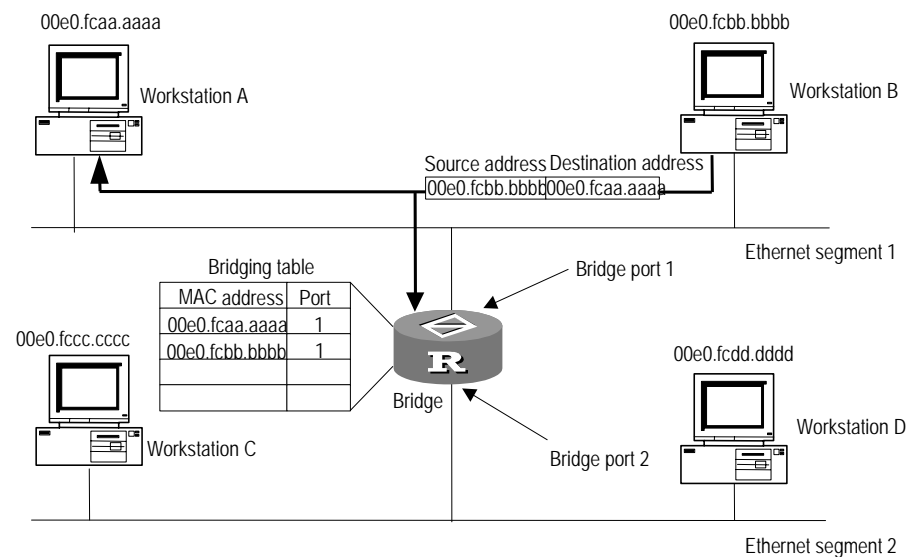 00e0.fcaa.aaaa
00e0.fcbb.bbbb
Workstation A
Workstation B
Source address Destination address
00e0.fcbb.bbbb 00e0.fcaa.aaaa
Ethernet segment 1
Bridging table
Bridge port 1
MAC address Port
00e0.fcaa.aaaa 1
00e0.fcbb.bbbb 1
00e0.fccc.cccc
R
00e0.fcdd.dddd
Bridge
Workstation C
Workstation D
Bridge port 2
Ethernet segment 2